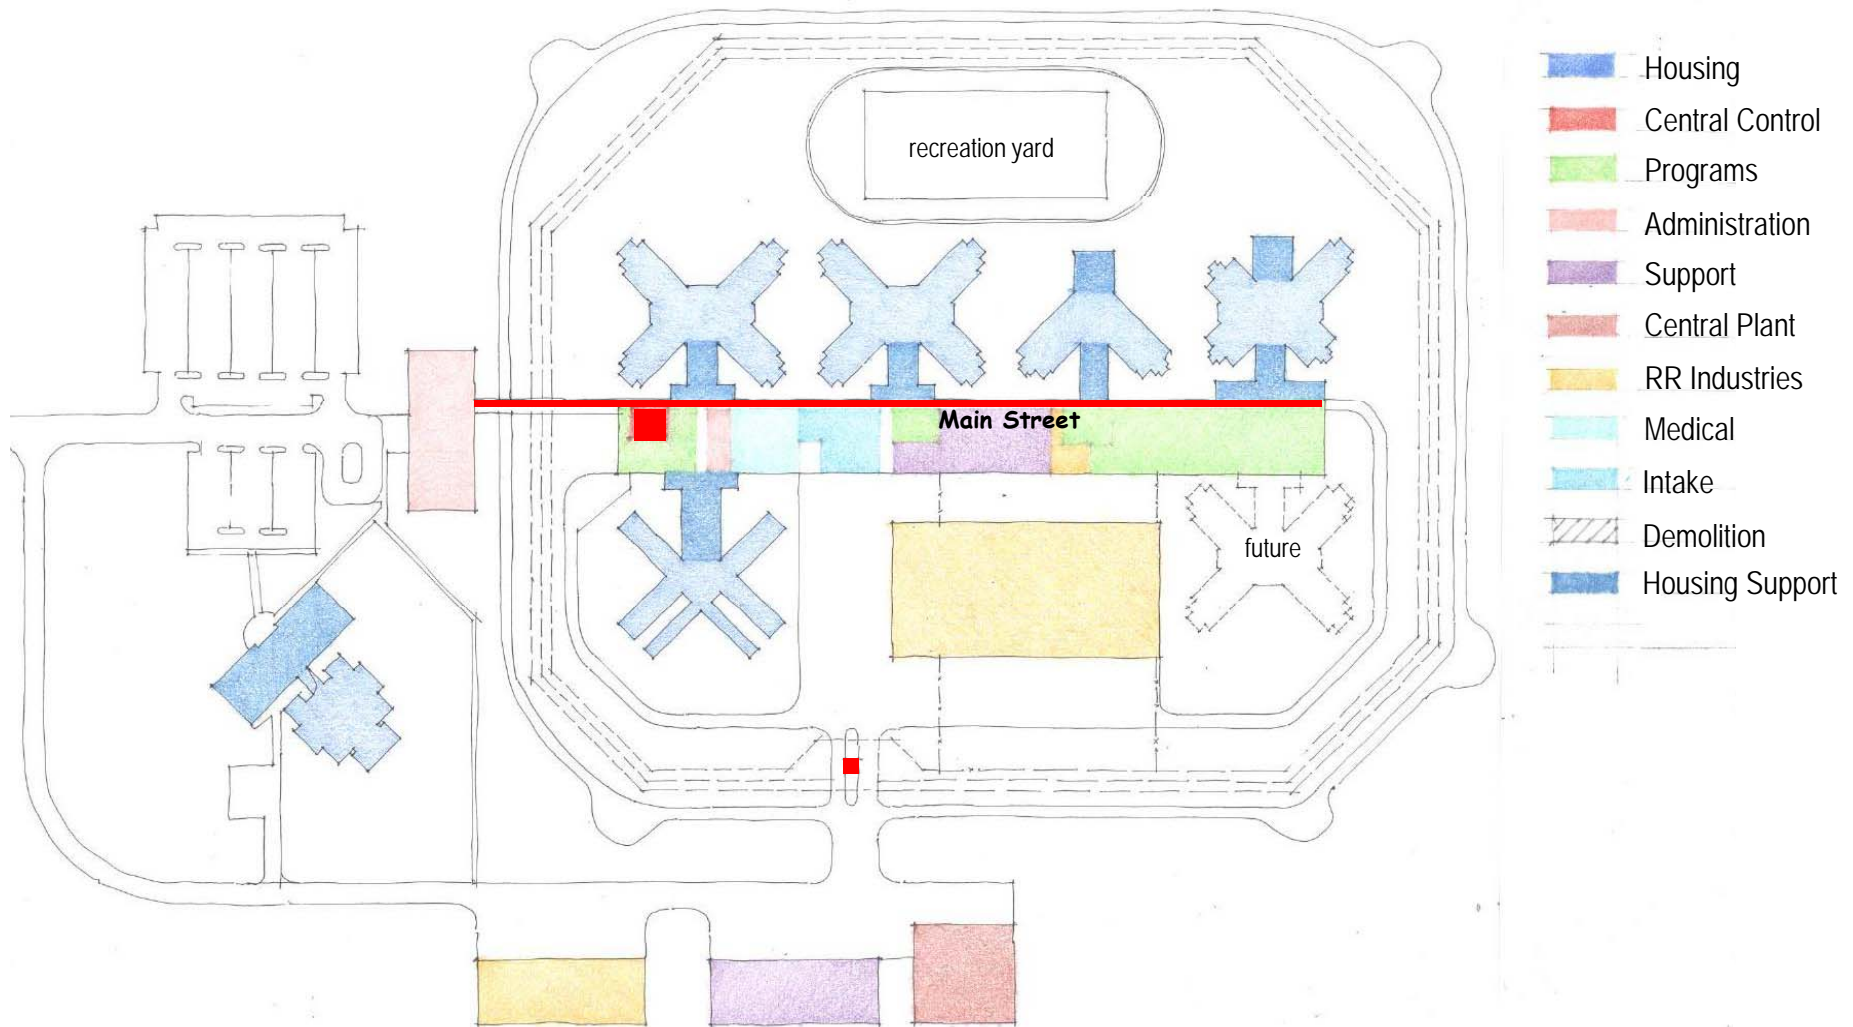 recreation yard
Main Street
future
Housing
Central Control
Programs
Administration
Support
Central Plant
RR Industries
Medical
Intake
Demolition
Housing Support